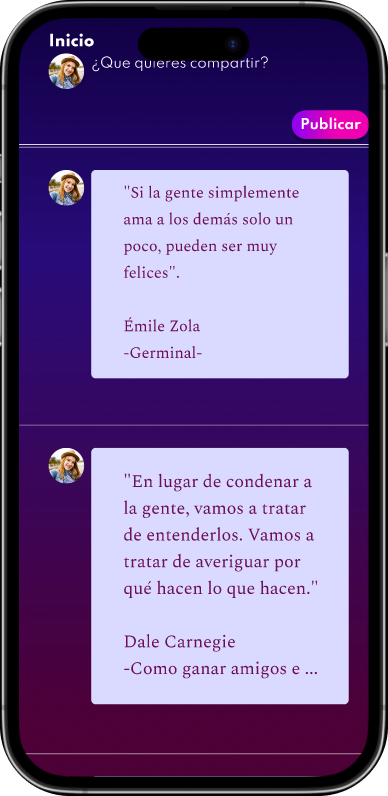 Inicio
¿Que quieres compartir?
Publicar
"Si la gente simplemente
ama a los demás solo un
poco, pueden ser muy
felices".
Émile Zola
-Germinal-
"En lugar de condenar a
la gente, vamos a tratar
de entenderlos. Vamos a
tratar de averiguar por
qué hacen lo que hacen."
Dale Carnegie
-Como ganar amigos e ...